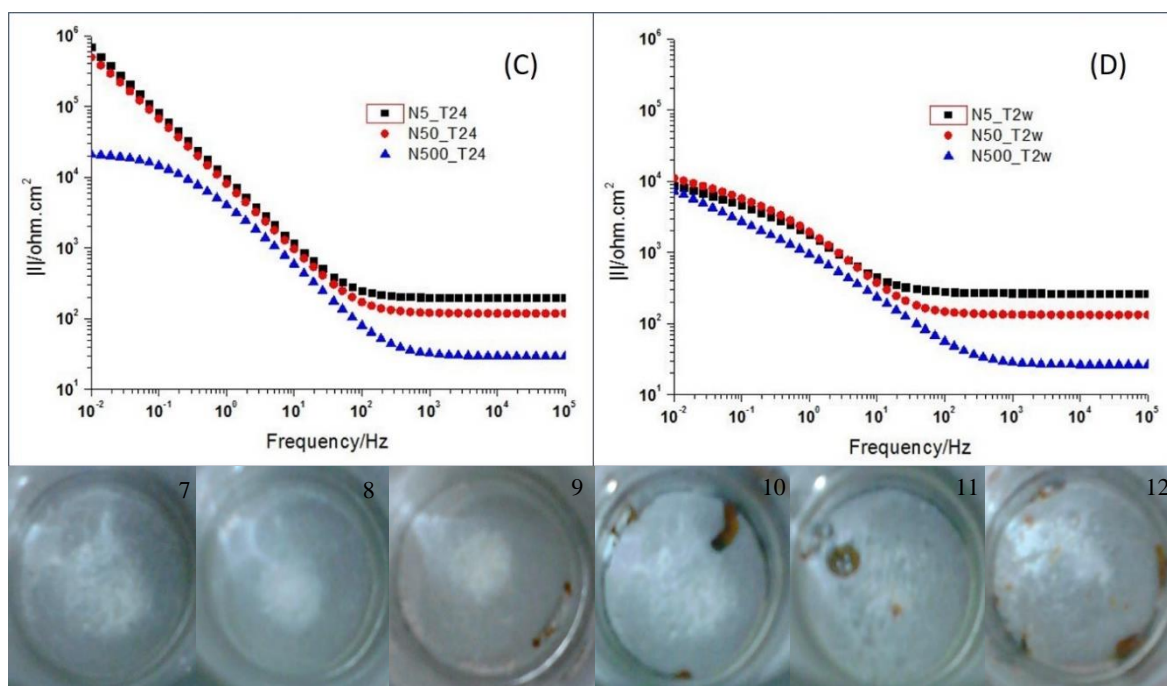 (C)
N5_T24
N50_T24
N500_T24
10⁶
10⁵
10⁴
10³
10²
10¹
|I|/ohm.cm²
10⁻² 10⁻¹ 10⁰ 10¹ 10² 10³ 10⁴ 10⁵
Frequency/Hz
(D)
N5_T2w
N50_T2w
N500_T2w
10⁶
10⁵
10⁴
10³
10²
10¹
|I|/ohm.cm²
10⁻² 10⁻¹ 10⁰ 10¹ 10² 10³ 10⁴ 10⁵
Frequency/Hz
7 8 9 10 11 12